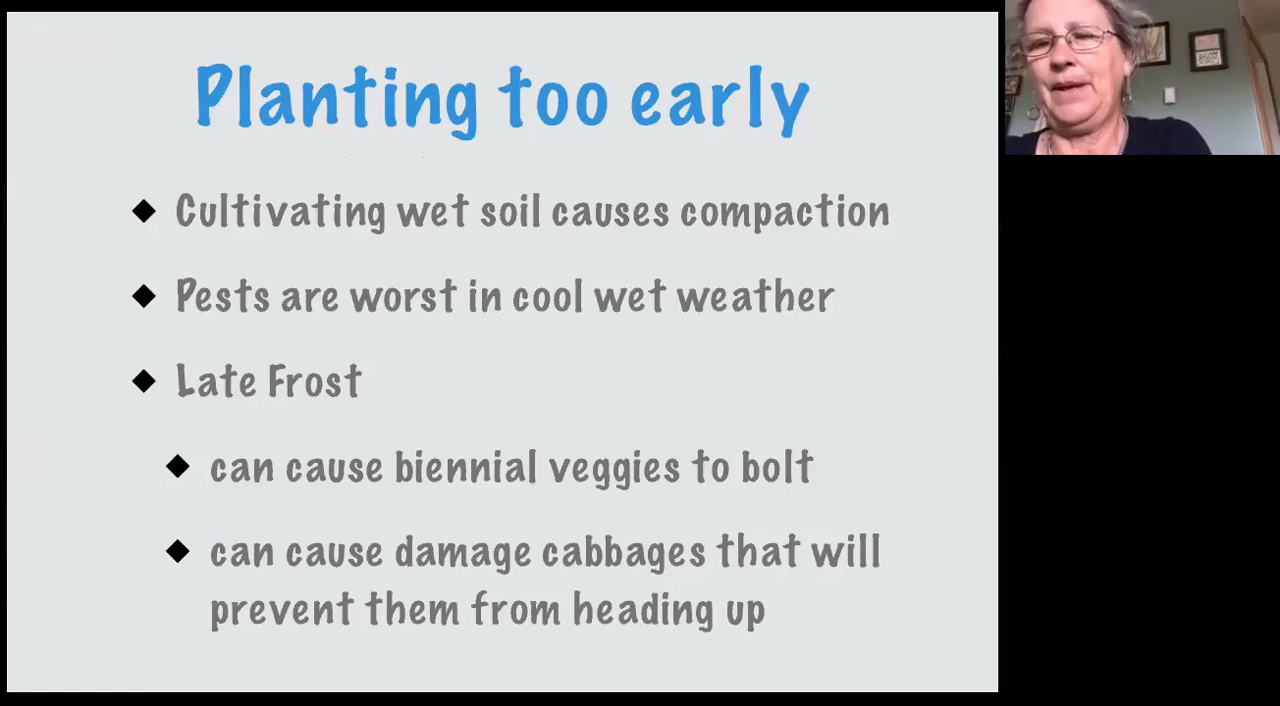 Planting too early
Cultivating wet soil causes compaction
Pests are worst in cool wet weather
Late Frost
can cause biennial veggies to bolt
can cause damage cabbages that will
prevent them from heading up